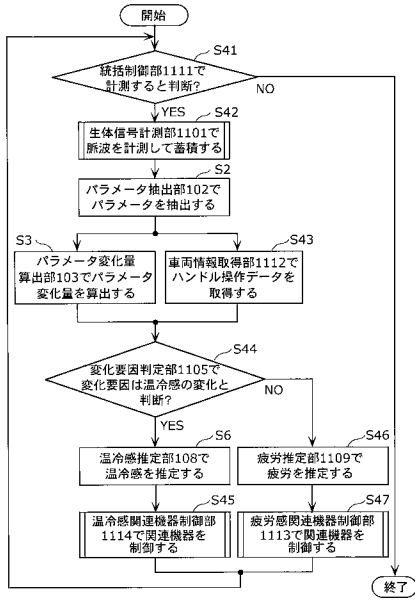 開始
S41
統括制御部1111で
計測すると判断?
NO
YES
S42
生体信号計測部1101で
脈波を計測して蓄積する
S2
パラメータ抽出部102で
パラメータを抽出する
S3
パラメータ変化量
算出部103でパラメータ
変化量を算出する
S43
車両情報取得部1112で
ハンドル操作データを
取得する
S44
変化要因判定部1105で
変化要因は温冷感の変化と
判断?
NO
YES
S6
温冷感推定部108で
温冷感を推定する
S46
疲労推定部1109で
疲労を推定する
S45
温冷感関連機器制御部
1114で関連機器を
制御する
S47
疲労感関連機器制御部
1113で関連機器を
制御する
終了